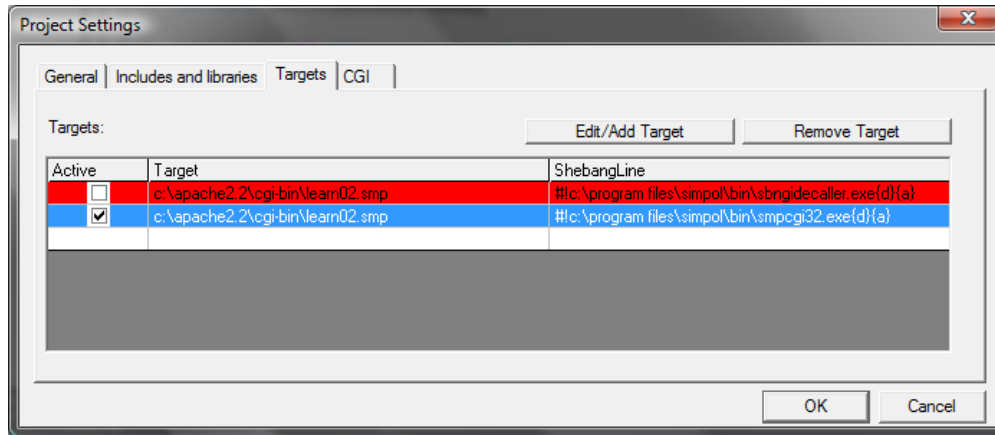 Project Settings
General Includes and libraries Targets CGI
Targets: Edit/Add Target Remove Target
Active Target ShebangLine
c:\apache2.2\cgi-bin\learn02.smp #!c:\program files\simpol\bin\sbngidecaller.exe{d}{a}
c:\apache2.2\cgi-bin\learn02.smp #!c:\program files\simpol\bin\smpcgi32.exe{d}{a}
OK Cancel